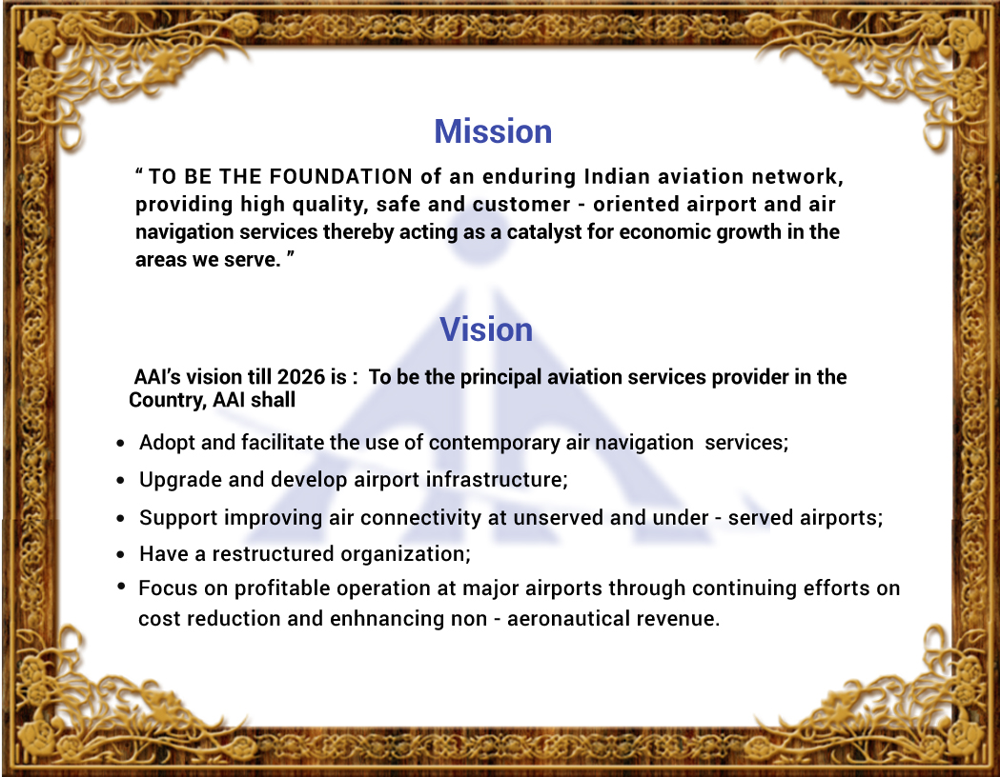 Mission
“ TO BE THE FOUNDATION of an enduring Indian aviation network,
providing high quality, safe and customer - oriented airport and air
navigation services thereby acting as a catalyst for economic growth in the
areas we serve. ”
Vision
AAI’s vision till 2026 is : To be the principal aviation services provider in the
Country, AAI shall
• Adopt and facilitate the use of contemporary air navigation services;
• Upgrade and develop airport infrastructure;
• Support improving air connectivity at unserved and under - served airports;
• Have a restructured organization;
• Focus on profitable operation at major airports through continuing efforts on
cost reduction and enhnancing non - aeronautical revenue.